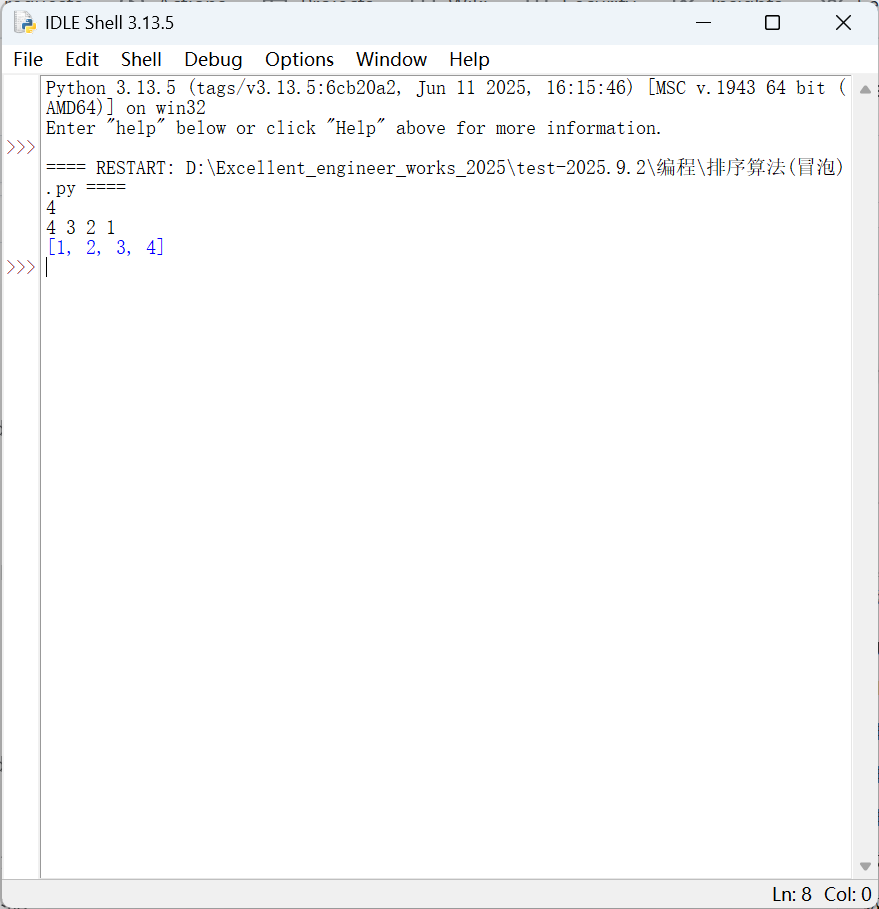 IDLE Shell 3.13.5
File Edit Shell Debug Options Window Help
Python 3.13.5 (tags/v3.13.5:6cb20a2, Jun 11 2025, 16:15:46) [MSC v.1943 64 bit (
AMD64)] on win32
Enter "help" below or click "Help" above for more information.
>>>
==== RESTART: D:\Excellent_engineer_works_2025\test-2025.9.2\编程\排序算法(冒泡)
.py ====
4
4 3 2 1
[1, 2, 3, 4]
>>>
Ln: 8 Col: 0